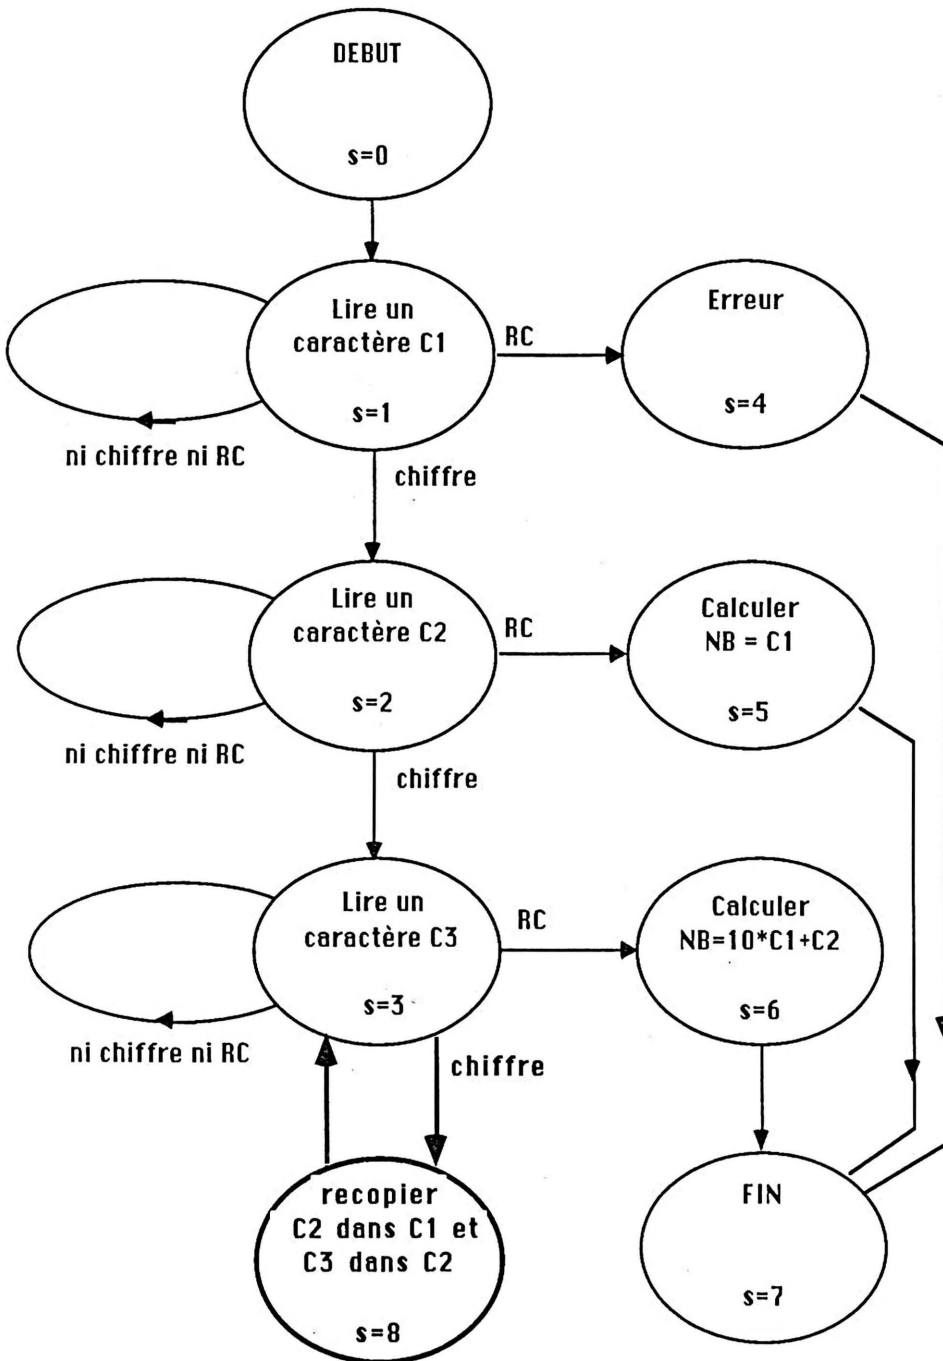 DEBUT
s=0
Lire un
caractère C1
s=1
RC
Erreur
s=4
ni chiffre ni RC
chiffre
Lire un
caractère C2
s=2
RC
Calculer
NB = C1
s=5
ni chiffre ni RC
chiffre
Lire un
caractère C3
s=3
RC
Calculer
NB=10*C1+C2
s=6
ni chiffre ni RC
chiffre
recopier
C2 dans C1 et
C3 dans C2
s=8
FIN
s=7